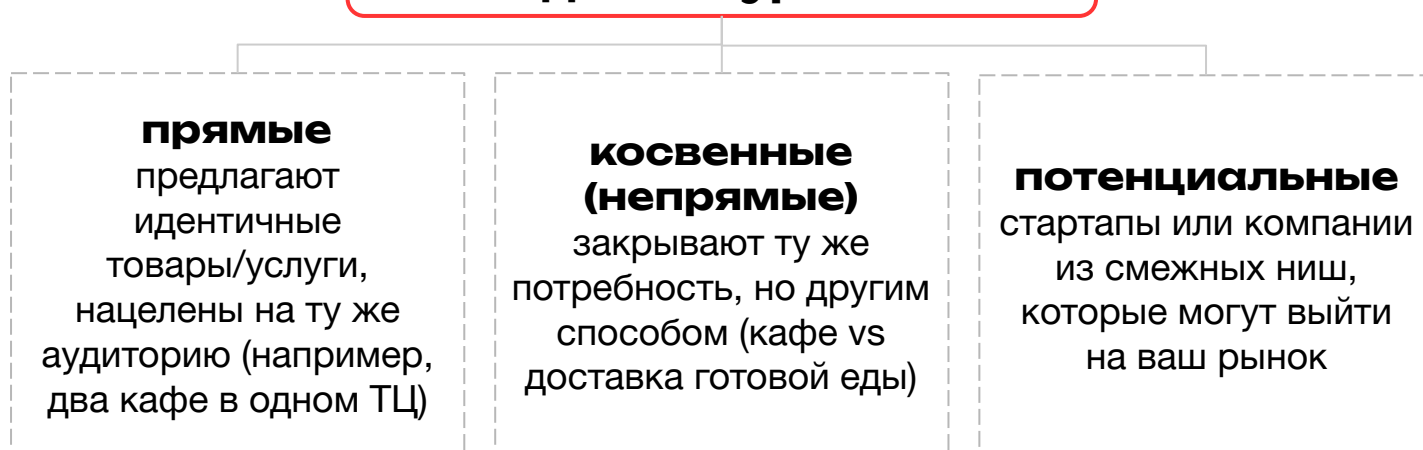 прямые
предлагают
идентичные
товары/услуги,
нацелены на ту же
аудиторию (например,
два кафе в одном ТЦ)
косвенные
(непрямые)
закрывают ту же
потребность, но другим
способом (кафе vs
доставка готовой еды)
потенциальные
стартапы или компании
из смежных ниш,
которые могут выйти
на ваш рынок